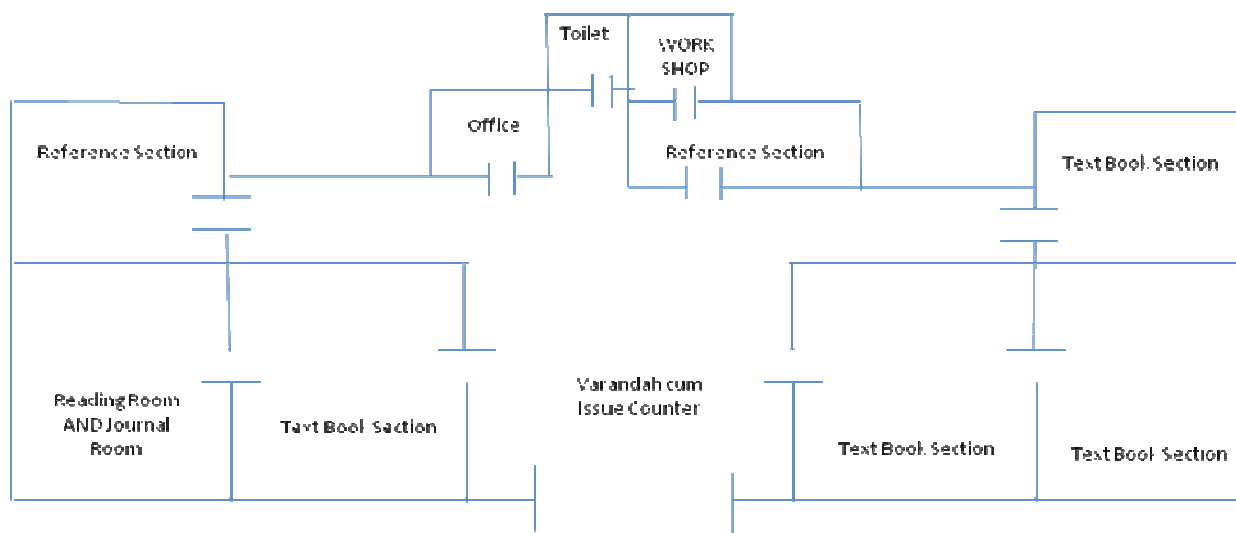 Toilet
WORK
SHOP
Office
Reference Section
Reference Section
Text Book Section
Varandah cum
Issue Counter
Reading Room
AND Journal
Room
Text Book Section
Text Book Section
Text Book Section